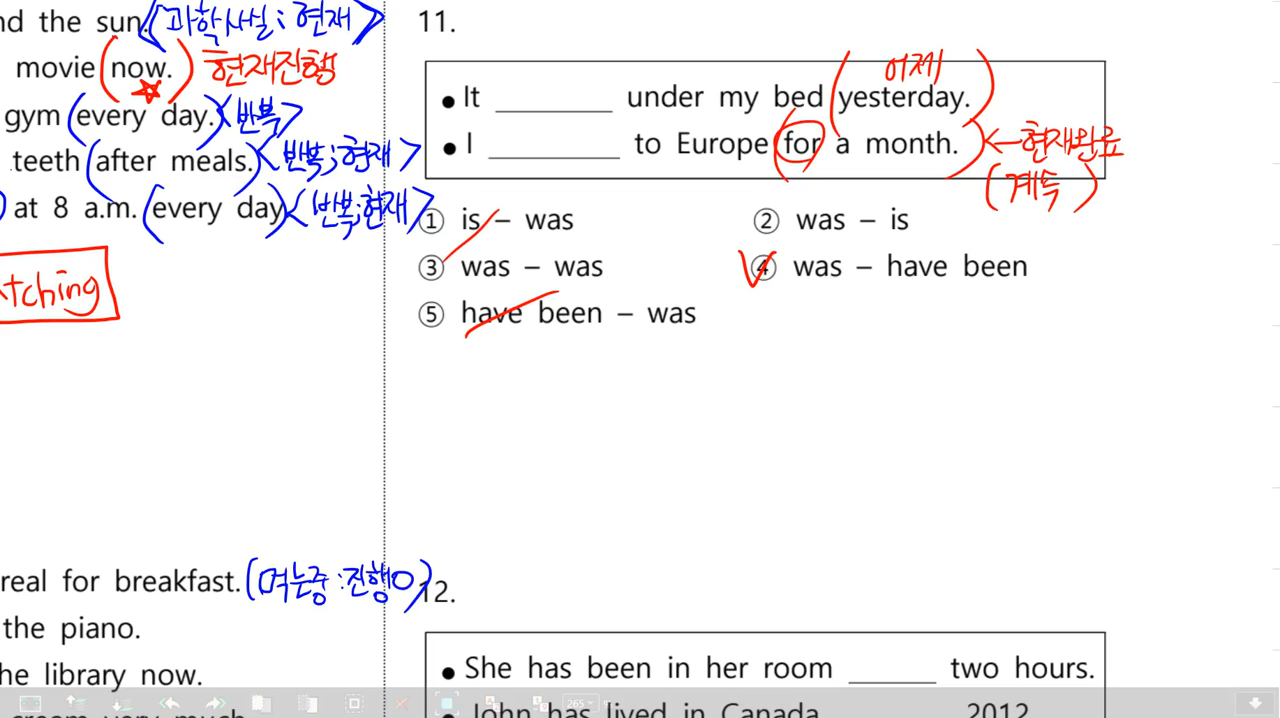 nd the sun. <과학사실: 현재>
movie (now.) 현재진행
gym (every day.) <반복>
teeth (after meals.) <반복; 현재>
) at 8 a.m. (every day) <반복; 현재>
tching
real for breakfast. (먹는중: 진행O)
the piano.
he library now.
11.
어제
● It ________ under my bed (yesterday.)
● I _________ to Europe (for a month.) ← 현재완료
(계속)
① is – was ② was – is
③ was – was ④ was – have been
⑤ have been – was
12.
● She has been in her room ______ two hours.
● John has lived in Canada ______ 2012.
265